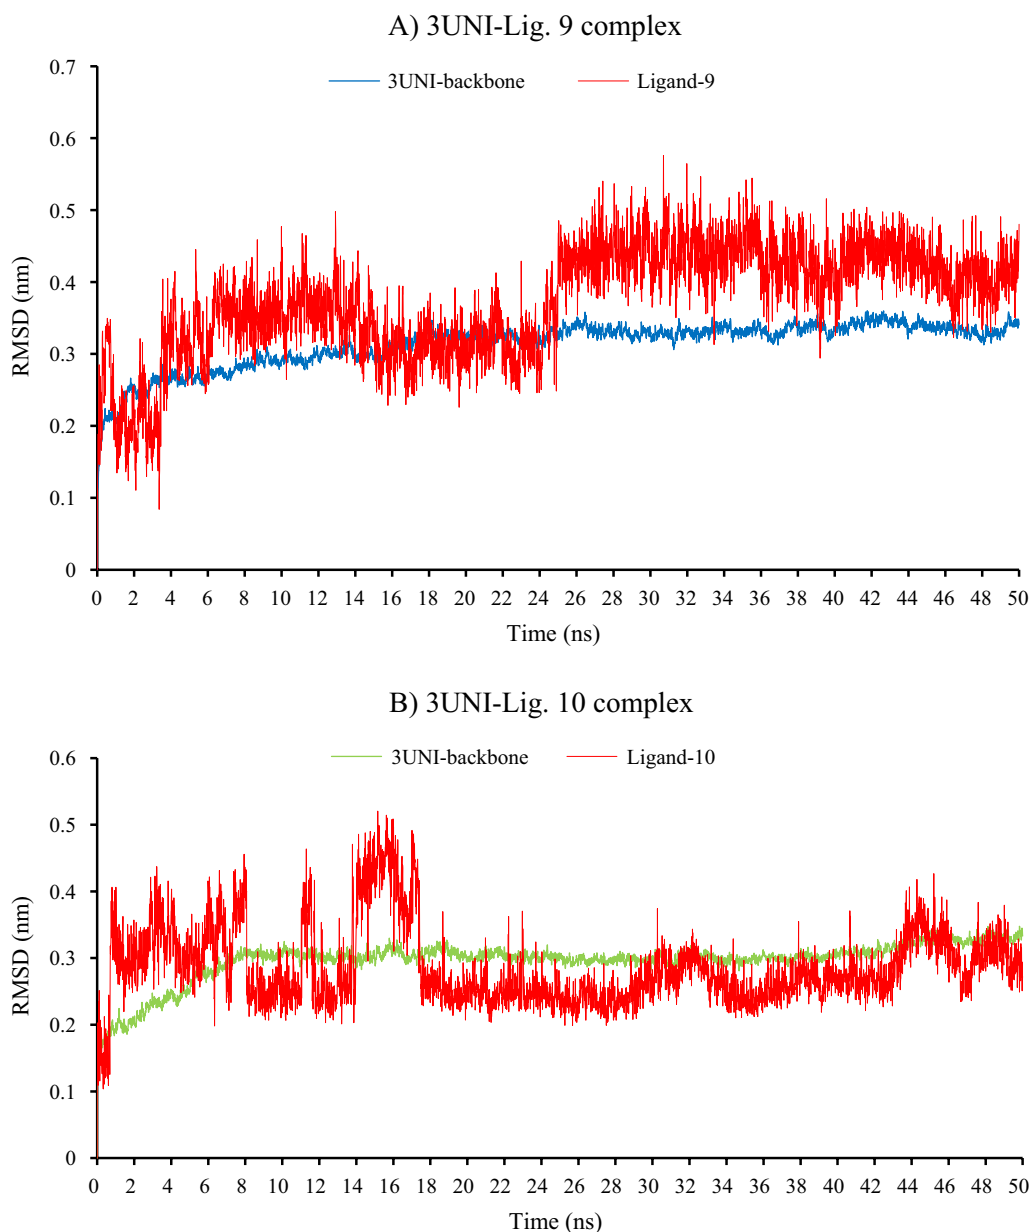 A) 3UNI-Lig. 9 complex
0.7
3UNI-backbone Ligand-9
0.6
0.5
0.4
RMSD (nm)
0.3
0.2
0.1
0
0 2 4 6 8 10 12 14 16 18 20 22 24 26 28 30 32 34 36 38 40 42 44 46 48 50
Time (ns)
B) 3UNI-Lig. 10 complex
0.6
3UNI-backbone Ligand-10
0.5
0.4
RMSD (nm)
0.3
0.2
0.1
0
0 2 4 6 8 10 12 14 16 18 20 22 24 26 28 30 32 34 36 38 40 42 44 46 48 50
Time (ns)